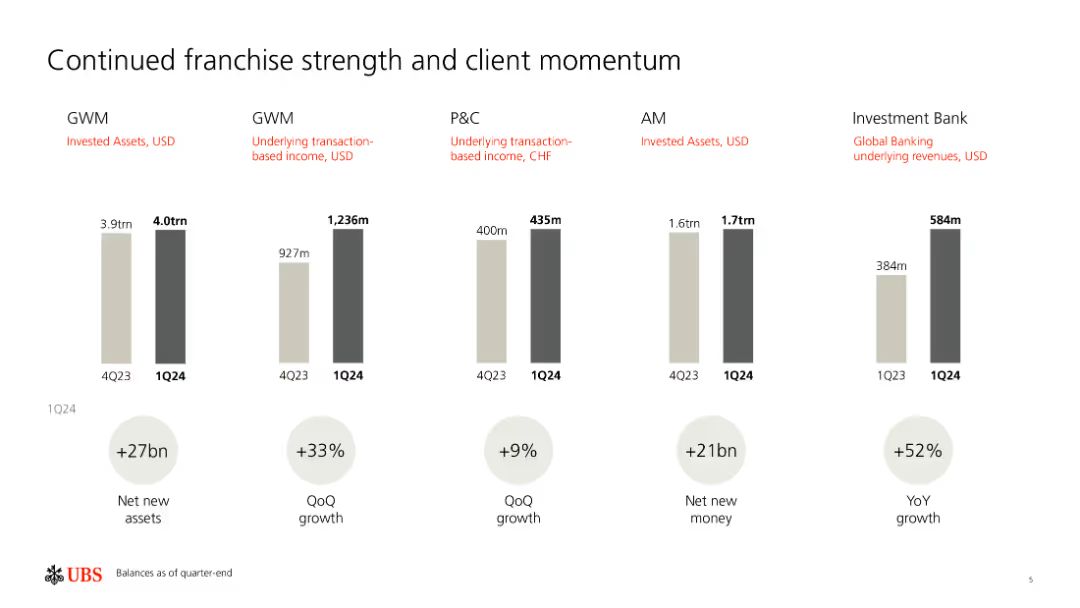 Continued franchise strength and client momentum
GWM
Invested Assets, USD
3.9trn
4.0trn
4Q23
1Q24
GWM
Underlying transaction-
based income, USD
927m
1,236m
4Q23
1Q24
P&C
Underlying transaction-
based income, CHF
400m
435m
4Q23
1Q24
AM
Invested Assets, USD
1.6trn
1.7trn
4Q23
1Q24
Investment Bank
Global Banking
underlying revenues, USD
384m
584m
1Q23
1Q24
1Q24
+27bn
Net new
assets
+33%
QoQ
growth
+9%
QoQ
growth
+21bn
Net new
money
+52%
YoY
growth
UBS
Balances as of quarter-end
5